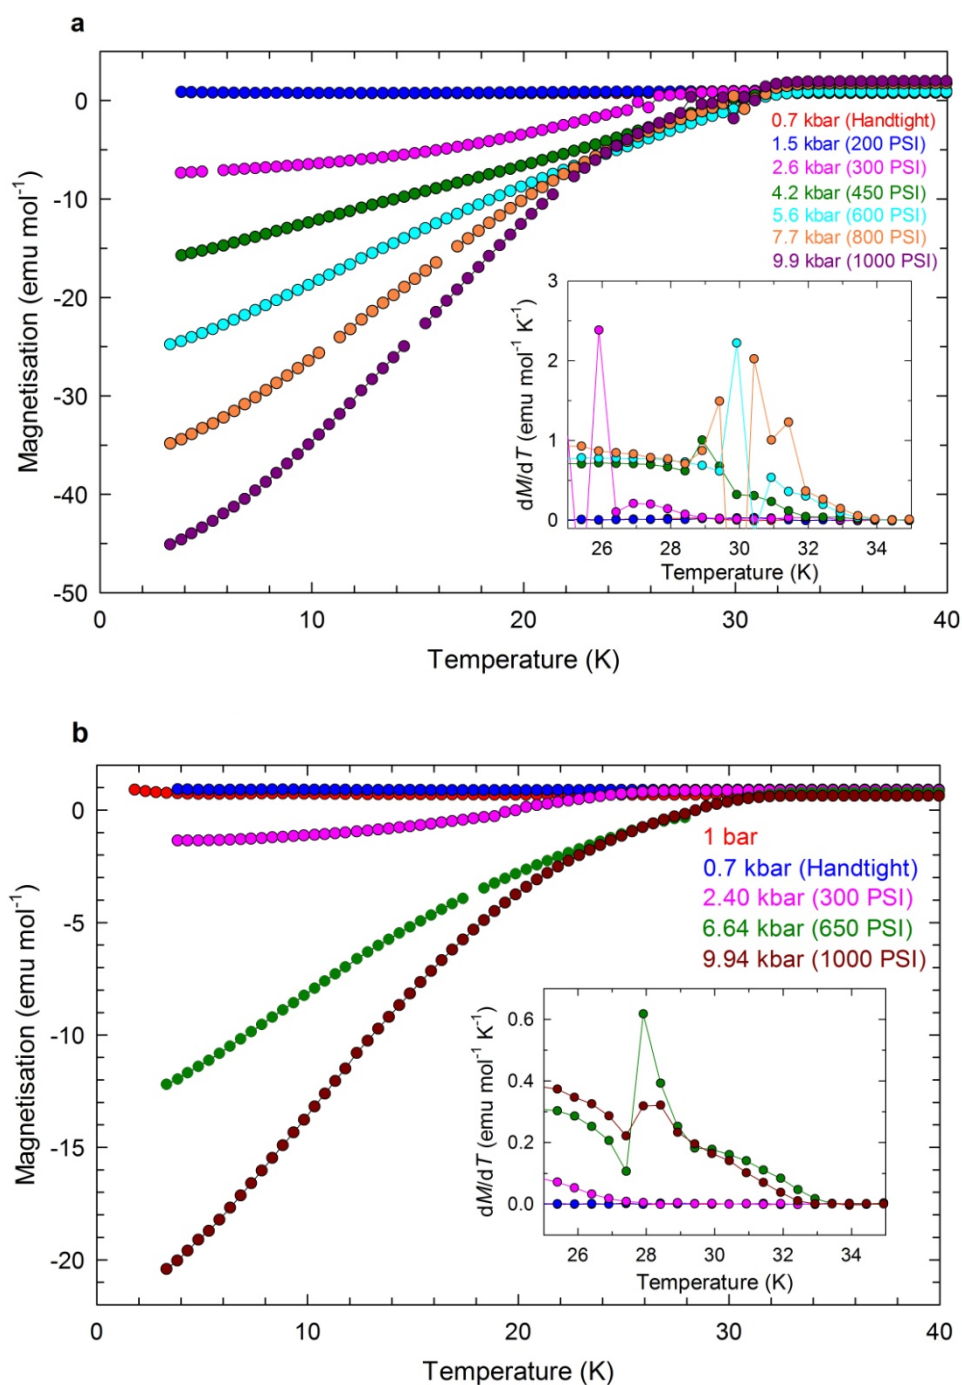 a
0
-10
-20
-30
-40
-50
Magnetisation (emu mol⁻¹)
0.7 kbar (Handtight)
1.5 kbar (200 PSI)
2.6 kbar (300 PSI)
4.2 kbar (450 PSI)
5.6 kbar (600 PSI)
7.7 kbar (800 PSI)
9.9 kbar (1000 PSI)
3
2
1
0
dM/dT (emu mol⁻¹ K⁻¹)
26 28 30 32 34
Temperature (K)
0 10 20 30 40
Temperature (K)
b
0
-5
-10
-15
-20
Magnetisation (emu mol⁻¹)
1 bar
0.7 kbar (Handtight)
2.40 kbar (300 PSI)
6.64 kbar (650 PSI)
9.94 kbar (1000 PSI)
0.6
0.4
0.2
0.0
dM/dT (emu mol⁻¹ K⁻¹)
26 28 30 32 34
Temperature (K)
0 10 20 30 40
Temperature (K)